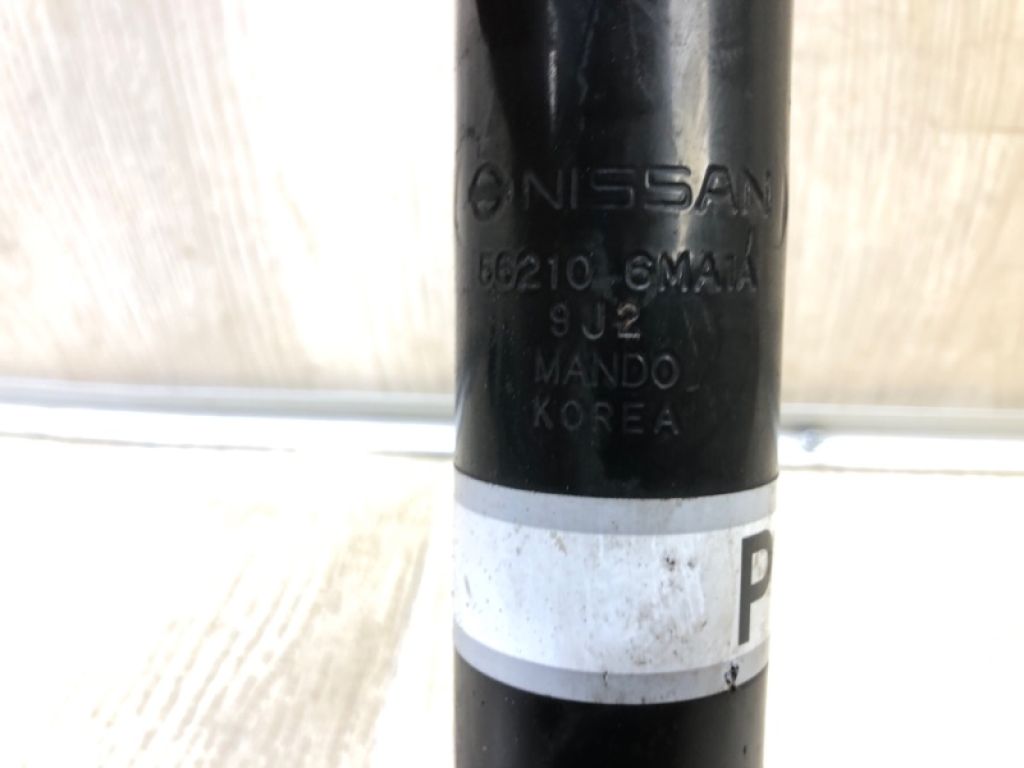 NISSAN
56210 6MA1A
9J2
MANDO
KOREA
P